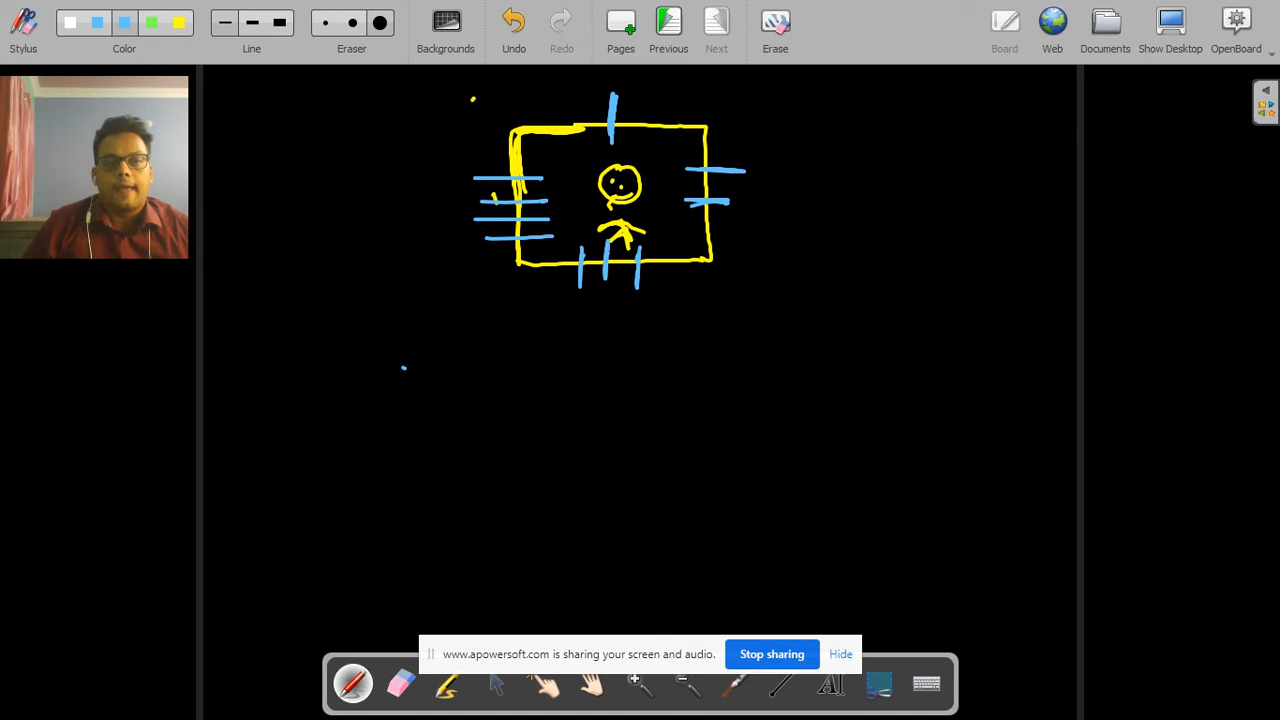 Stylus Color Line Eraser Backgrounds Undo Redo Pages Previous Next Erase Board Web Documents Show Desktop OpenBoard
www.apowersoft.com is sharing your screen and audio. Stop sharing Hide
AI